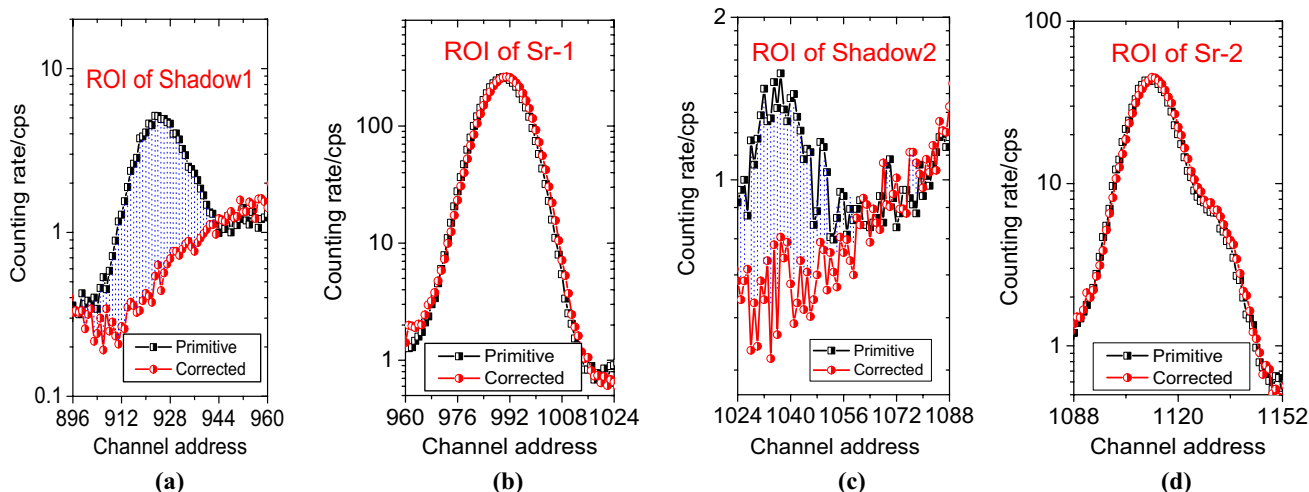 ROI of Shadow1
Counting rate/cps
10
1
0.1
Primitive
Corrected
896 912 928 944 960
Channel address
(a)
ROI of Sr-1
Counting rate/cps
100
10
1
Primitive
Corrected
960 976 992 1008 1024
Channel address
(b)
ROI of Shadow2
Counting rate/cps
2
1
Primitive
Corrected
1024 1040 1056 1072 1088
Channel address
(c)
ROI of Sr-2
Counting rate/cps
100
10
1
Primitive
Corrected
1088 1120 1152
Channel address
(d)